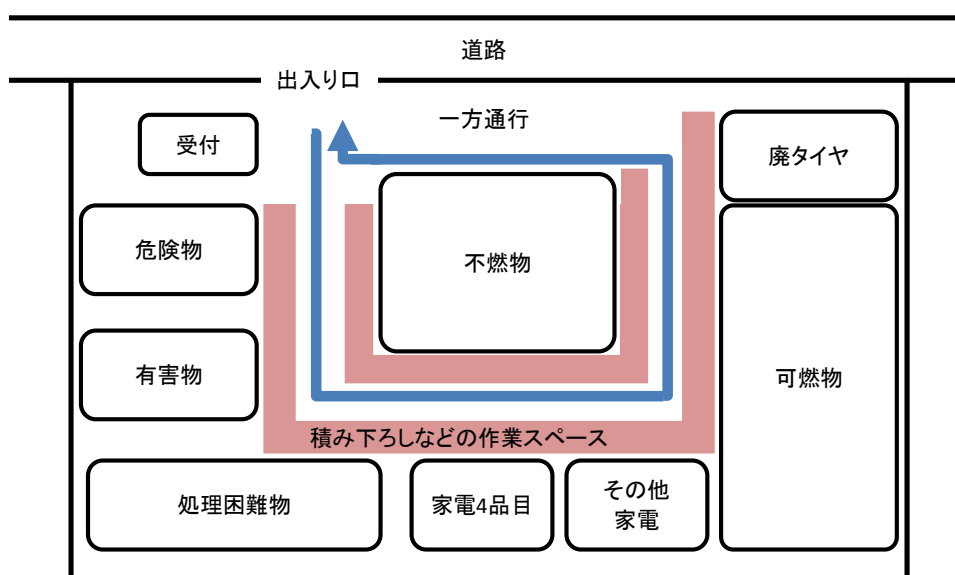 道路
出入り口
一方通行
受付
廃タイヤ
危険物
不燃物
有害物
可燃物
積み下ろしなどの作業スペース
処理困難物
家電4品目
その他
家電